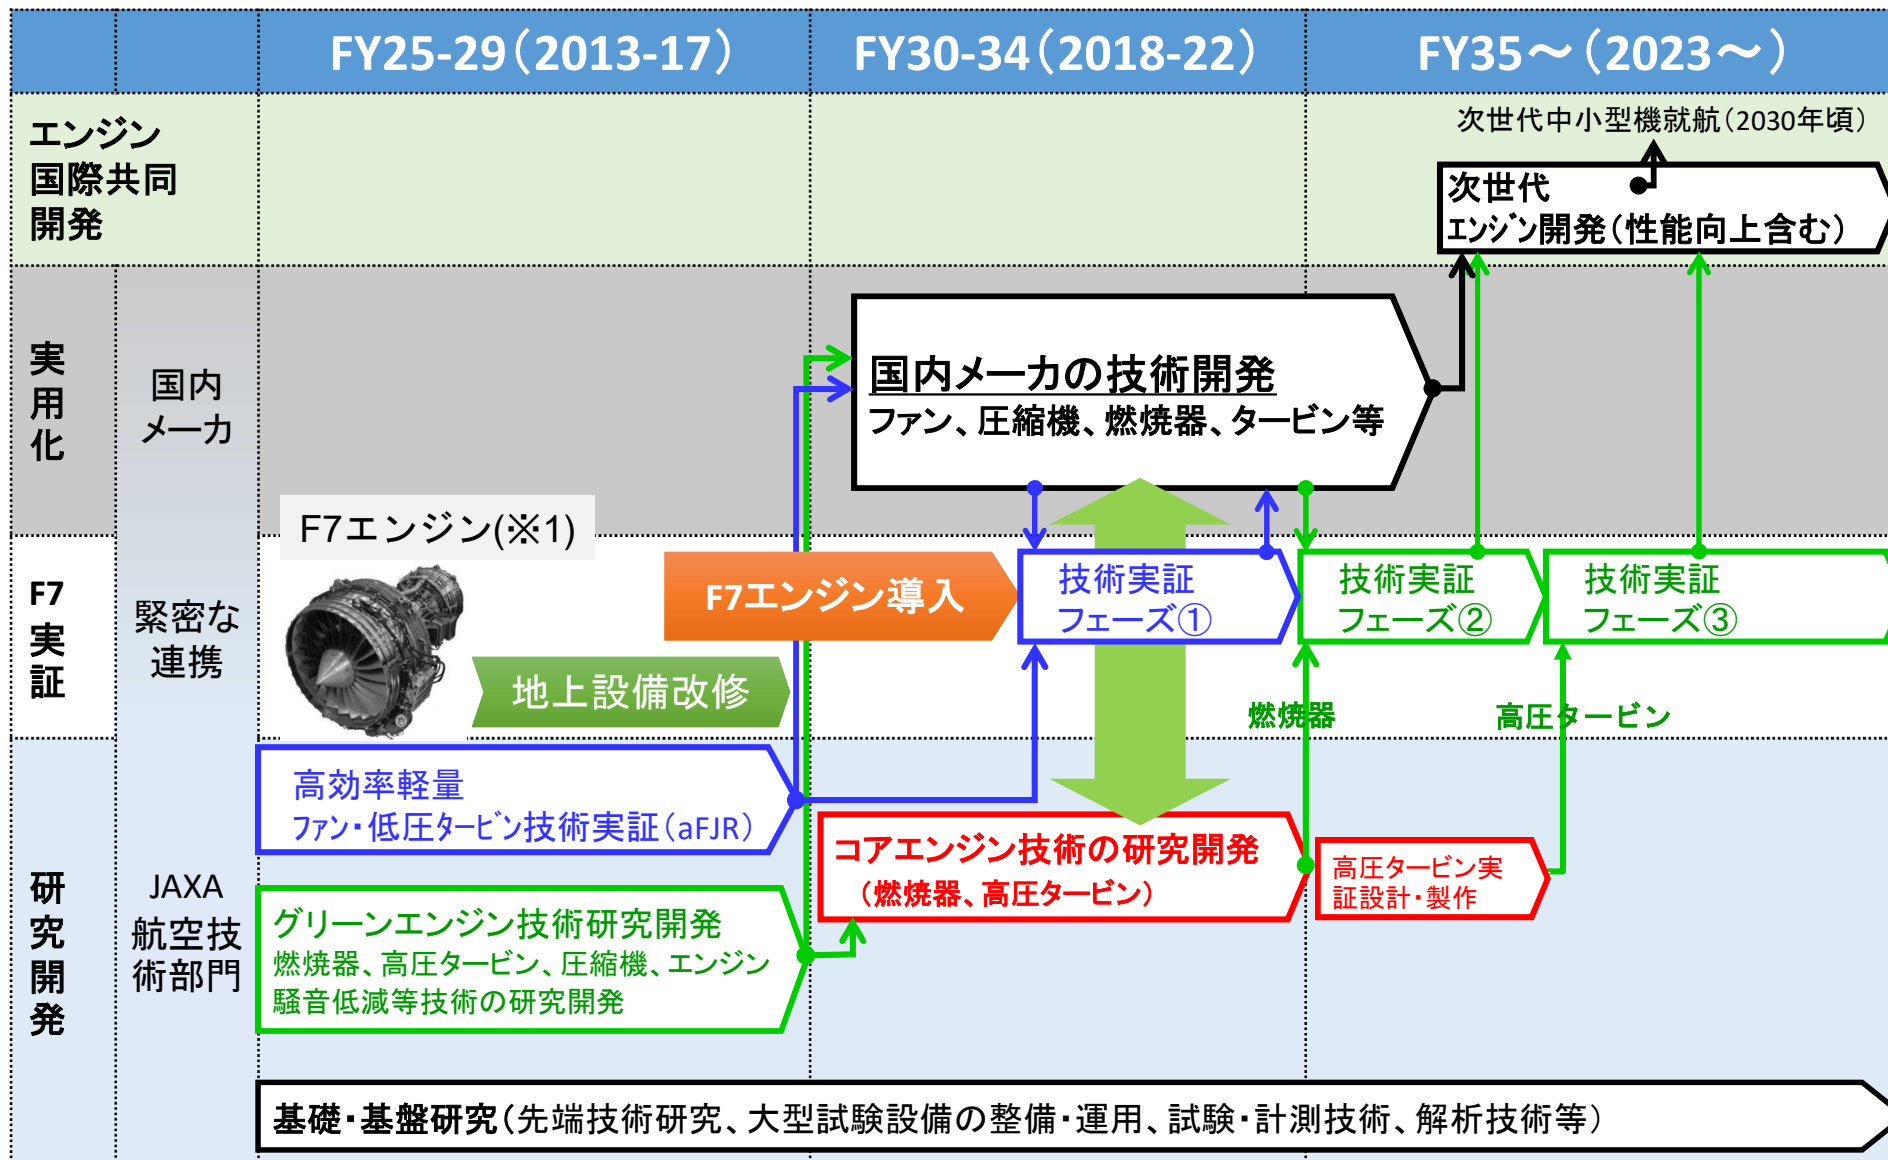 FY25-29(2013-17)
FY30-34(2018-22)
FY35～(2023～)
エンジン
国際共同
開発
次世代中小型機就航(2030年頃)
次世代
エンジン開発(性能向上含む)
実用化
国内
メーカ
国内メーカの技術開発
ファン、圧縮機、燃焼器、タービン等
F7エンジン(※1)
F7
実証
緊密な
連携
F7エンジン導入
技術実証
フェーズ①
技術実証
フェーズ②
技術実証
フェーズ③
地上設備改修
燃焼器
高圧タービン
研究開発
JAXA
航空技
術部門
高効率軽量
ファン・低圧タービン技術実証(aFJR)
コアエンジン技術の研究開発
(燃焼器、高圧タービン)
高圧タービン実
証設計・製作
グリーンエンジン技術研究開発
燃焼器、高圧タービン、圧縮機、エンジン
騒音低減等技術の研究開発
基礎・基盤研究(先端技術研究、大型試験設備の整備・運用、試験・計測技術、解析技術等)